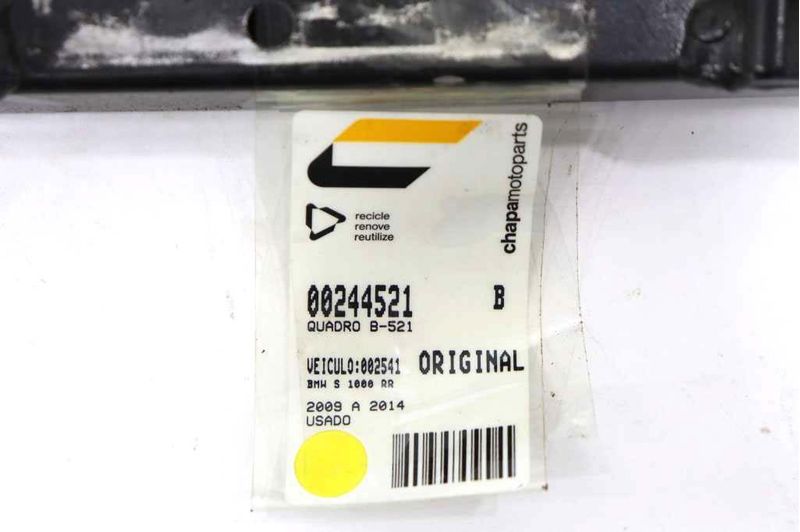 chapamotoparts
recicle
renove
reutilize
00244521 B
QUADRO B-521
VEICULO:002541 ORIGINAL
BMW S 1000 RR
2009 A 2014
USADO